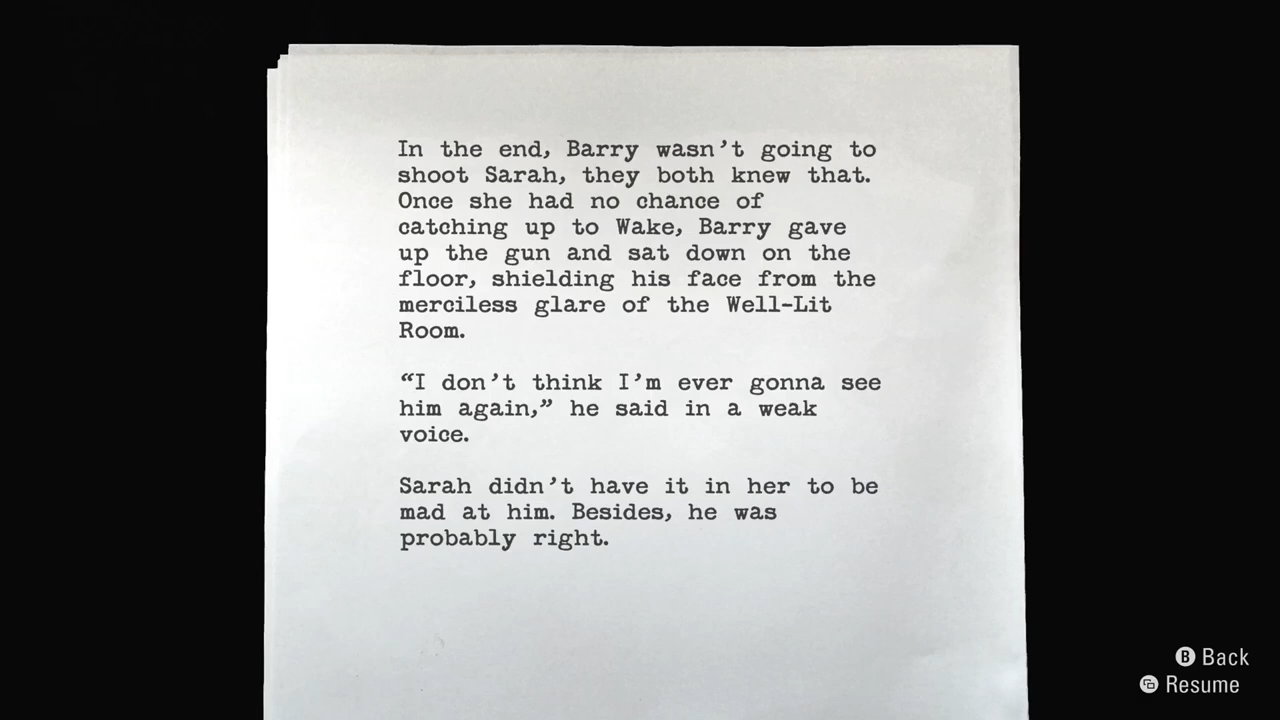 In the end, Barry wasn’t going to
shoot Sarah, they both knew that.
Once she had no chance of
catching up to Wake, Barry gave
up the gun and sat down on the
floor, shielding his face from the
merciless glare of the Well-Lit
Room.
“I don’t think I’m ever gonna see
him again,” he said in a weak
voice.
Sarah didn’t have it in her to be
mad at him. Besides, he was
probably right.
B Back
Resume